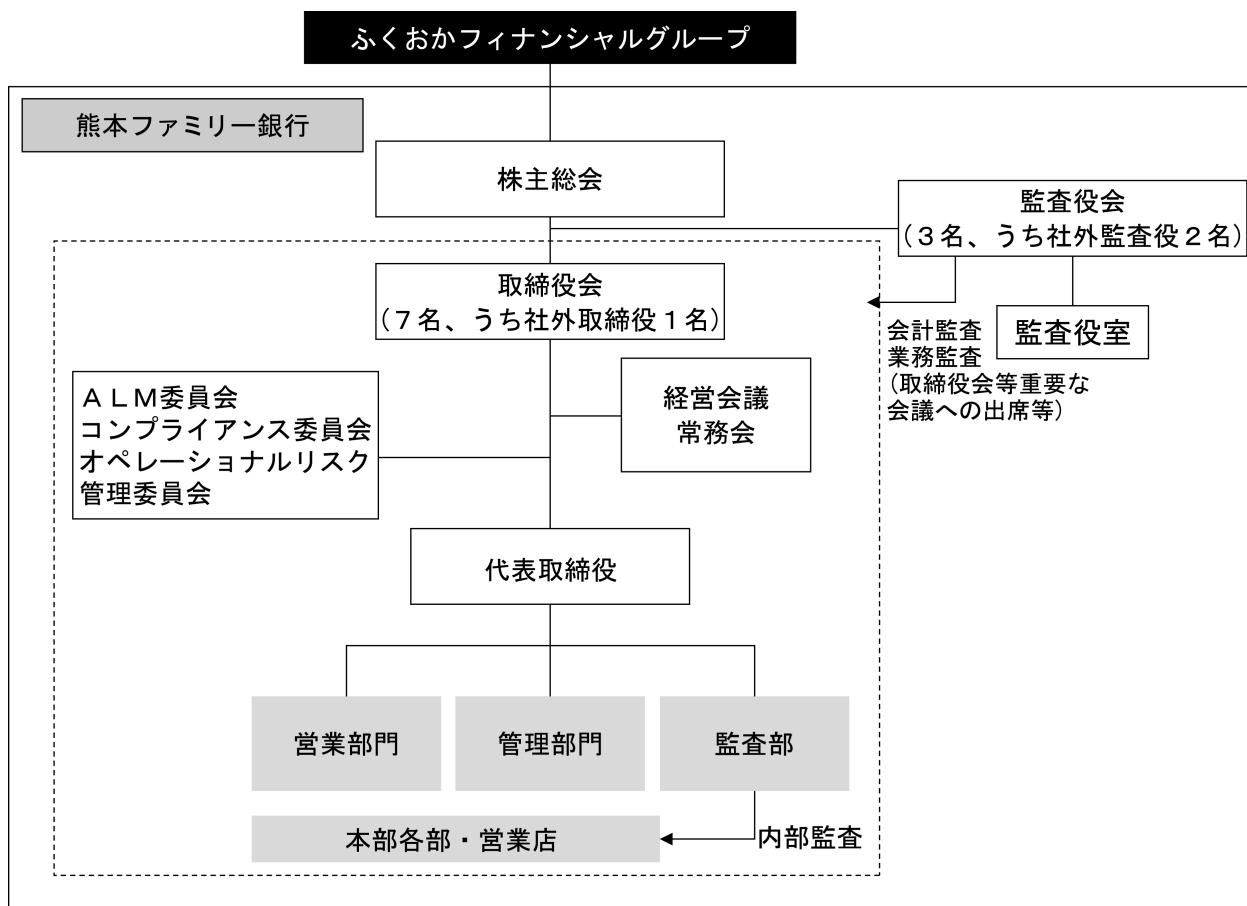 ふくおかフィナンシャルグループ
熊本ファミリー銀行
株主総会
監査役会
(3名、うち社外監査役2名)
取締役会
(7名、うち社外取締役1名)
監査役室
会計監査
業務監査
(取締役会等重要な
会議への出席等)
経営会議
常務会
ALM委員会
コンプライアンス委員会
オペレーショナルリスク
管理委員会
代表取締役
営業部門
管理部門
監査部
本部各部・営業店
内部監査